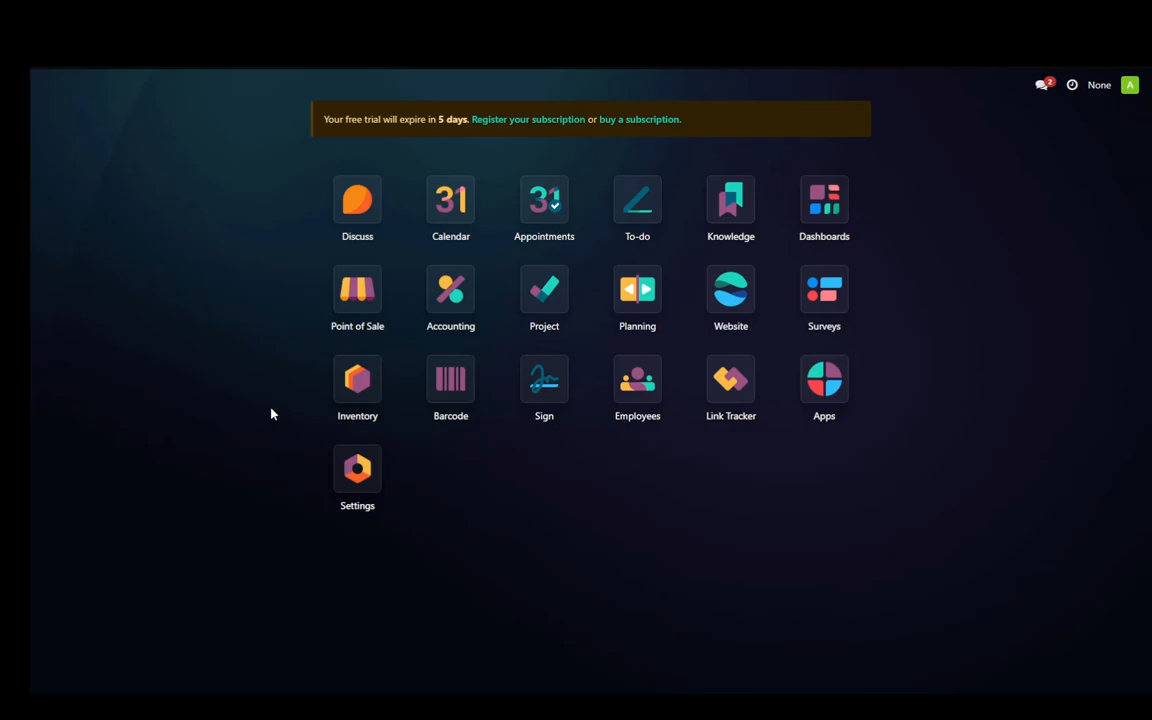 2
None
A
Your free trial will expire in 5 days. Register your subscription or buy a subscription.
31
31
Discuss
Calendar
Appointments
To-do
Knowledge
Dashboards
Point of Sale
Accounting
Project
Planning
Website
Surveys
Inventory
Barcode
Sign
Employees
Link Tracker
Apps
Settings